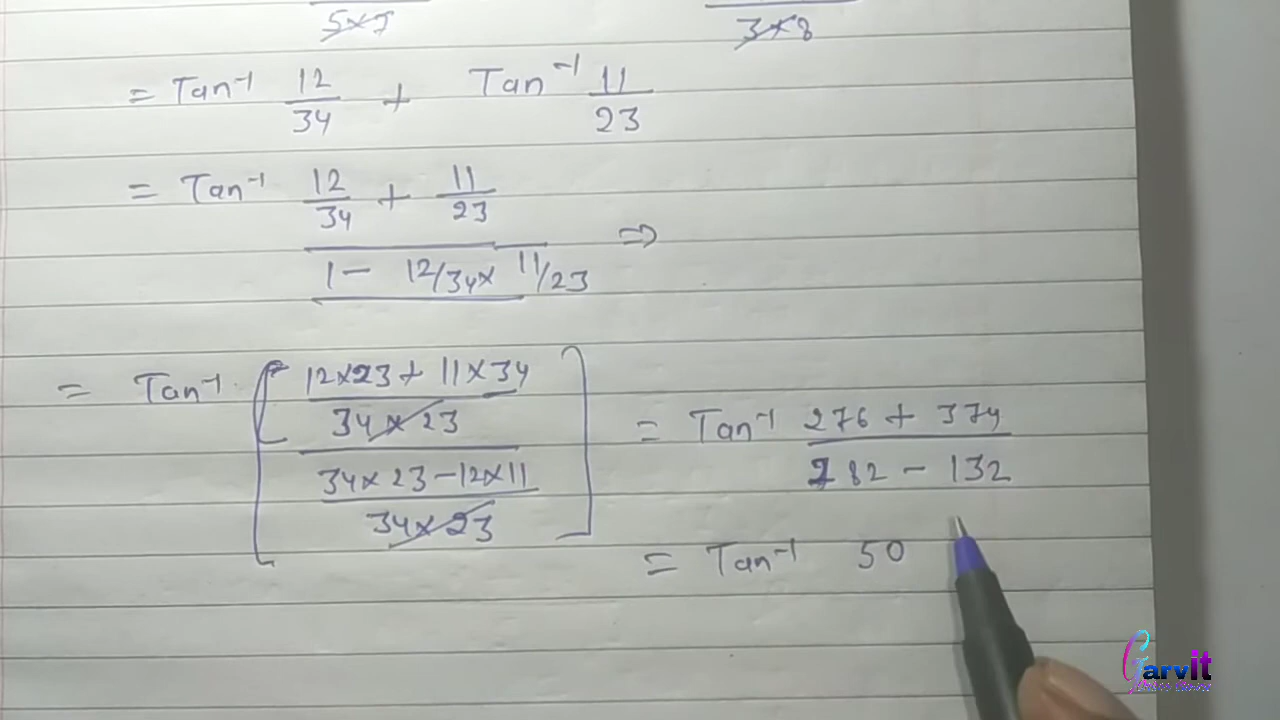 5×7 3×8
= Tan⁻¹ 12/34 + Tan⁻¹ 11/23
= Tan⁻¹ 12/34 + 11/23
1 - 12/34 × 11/23 ⇒
= Tan⁻¹ [ 12×23 + 11×34
34×23
34×23 - 12×11
34×23 ]
= Tan⁻¹ 276 + 374
782 - 132
= Tan⁻¹ 50
Garvit